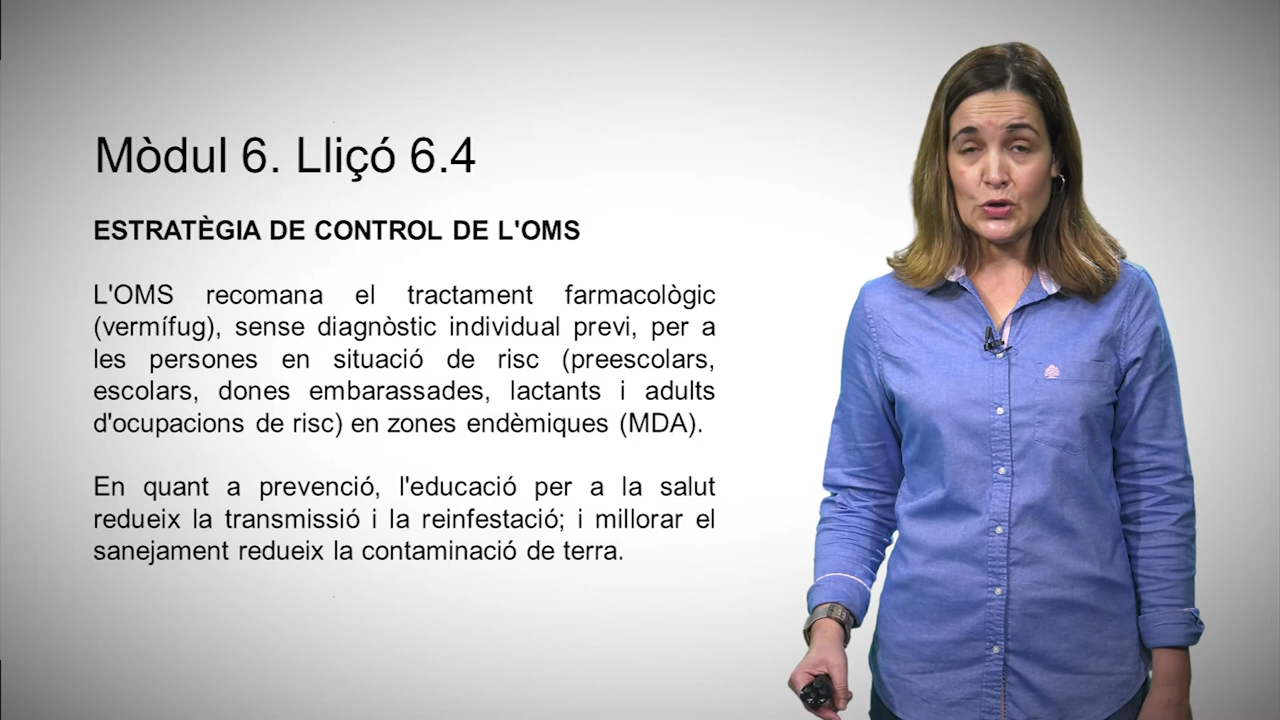 Mòdul 6. Lliçó 6.4
ESTRATÈGIA DE CONTROL DE L'OMS
L'OMS recomana el tractament farmacològic
(vermífug), sense diagnòstic individual previ, per a
les persones en situació de risc (preescolars,
escolars, dones embarassades, lactants i adults
d'ocupacions de risc) en zones endèmiques (MDA).
En quant a prevenció, l'educació per a la salut
redueix la transmissió i la reinfestació; i millorar el
sanejament redueix la contaminació de terra.